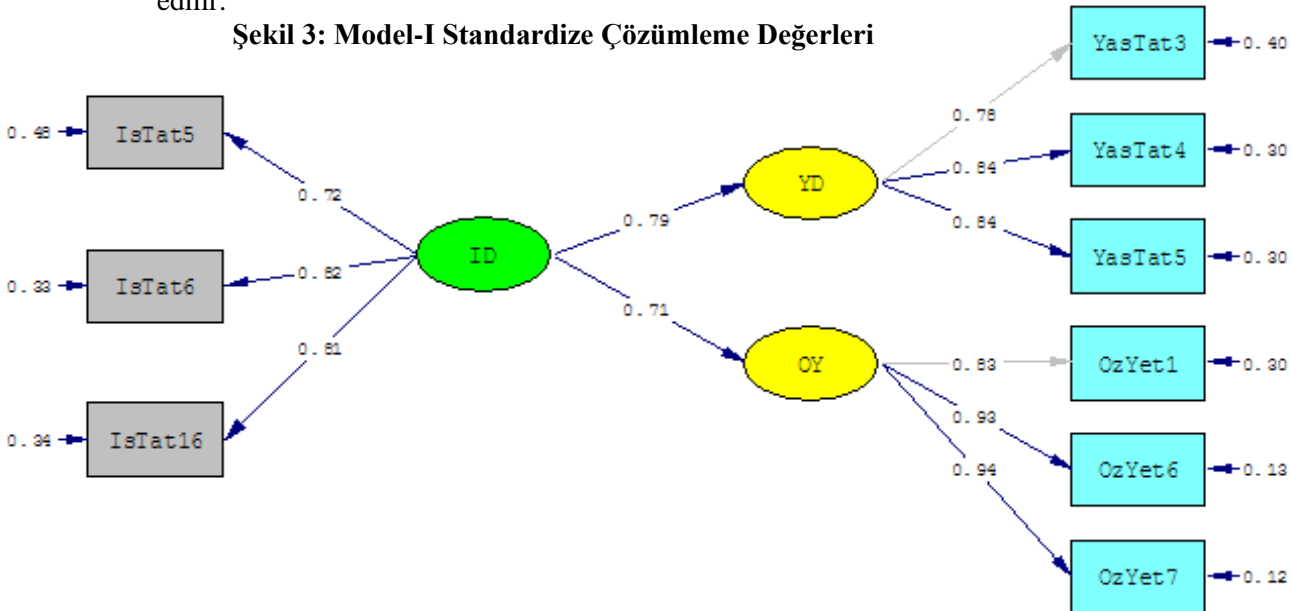 edilir.
Şekil 3: Model-I Standardize Çözümleme Değerleri
YasTat3
0.40
0.48
IsTat5
0.78
YasTat4
0.30
0.84
YD
0.72
0.79
0.84
ID
YasTat5
0.30
0.82
0.33
IsTat6
0.71
0.81
OY
0.83
OzYet1
0.30
0.93
0.34
IsTat16
0.94
OzYet6
0.13
OzYet7
0.12